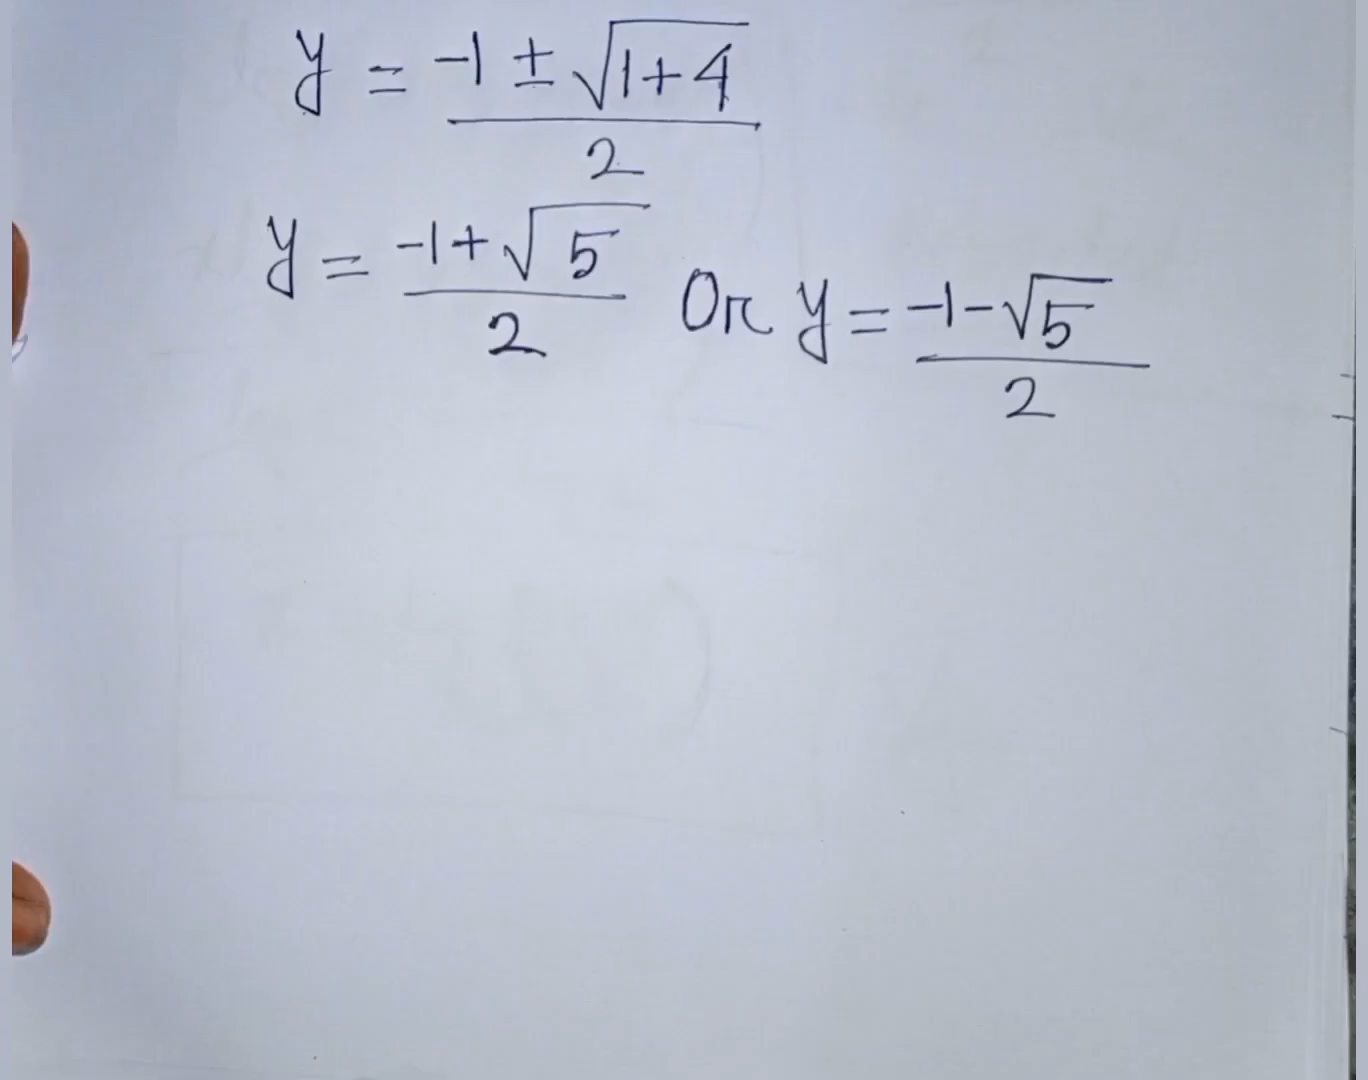 y = (-1 ± √(1+4))/2
y = (-1+√5)/2 Or y = (-1-√5)/2